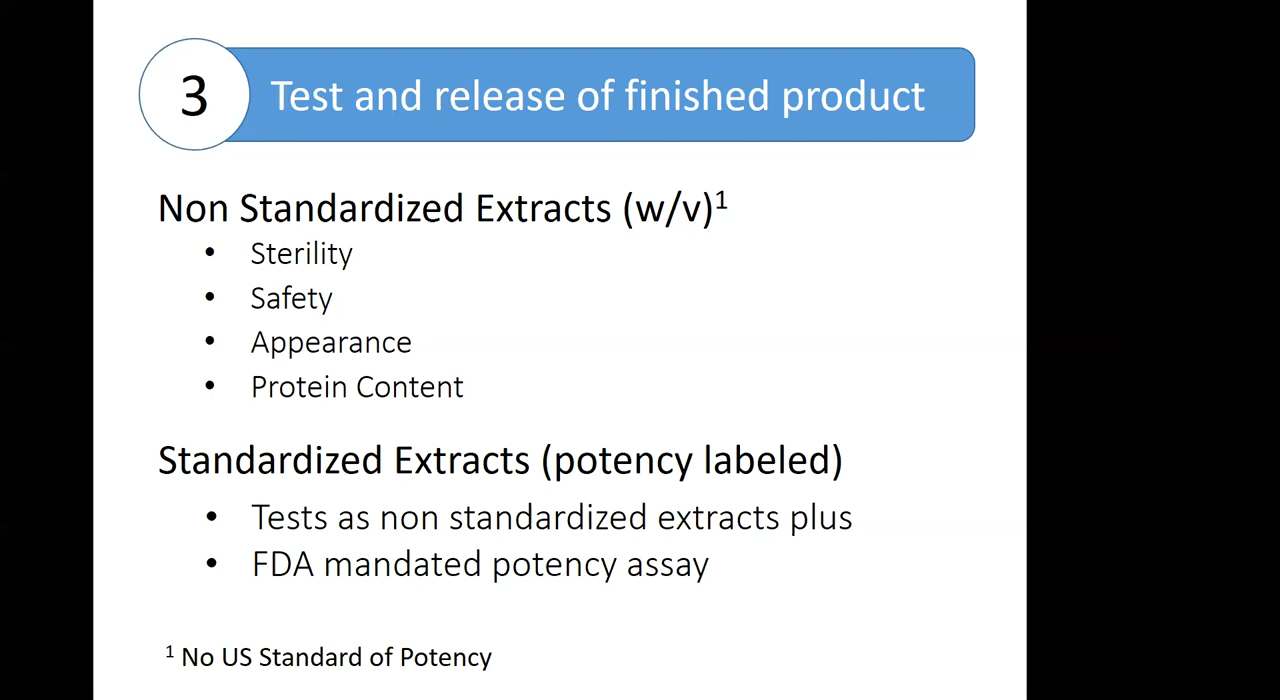 3 Test and release of finished product
Non Standardized Extracts (w/v)¹
• Sterility
• Safety
• Appearance
• Protein Content
Standardized Extracts (potency labeled)
• Tests as non standardized extracts plus
• FDA mandated potency assay
¹ No US Standard of Potency